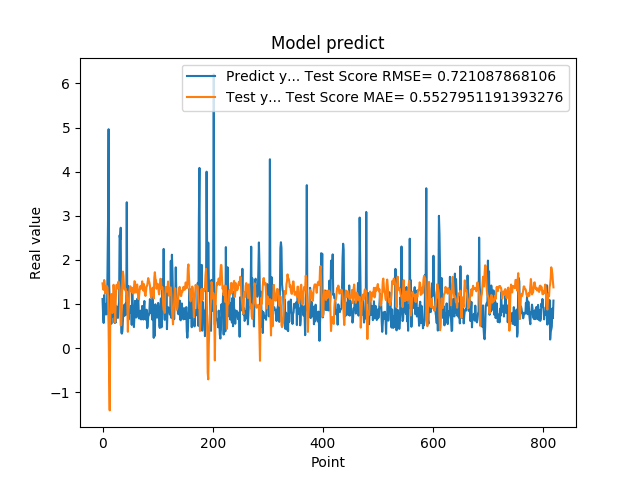 Model predict
Predict y... Test Score RMSE= 0.721087868106
Test y... Test Score MAE= 0.5527951191393276
6
5
4
3
2
1
0
−1
Real value
0 200 400 600 800
Point